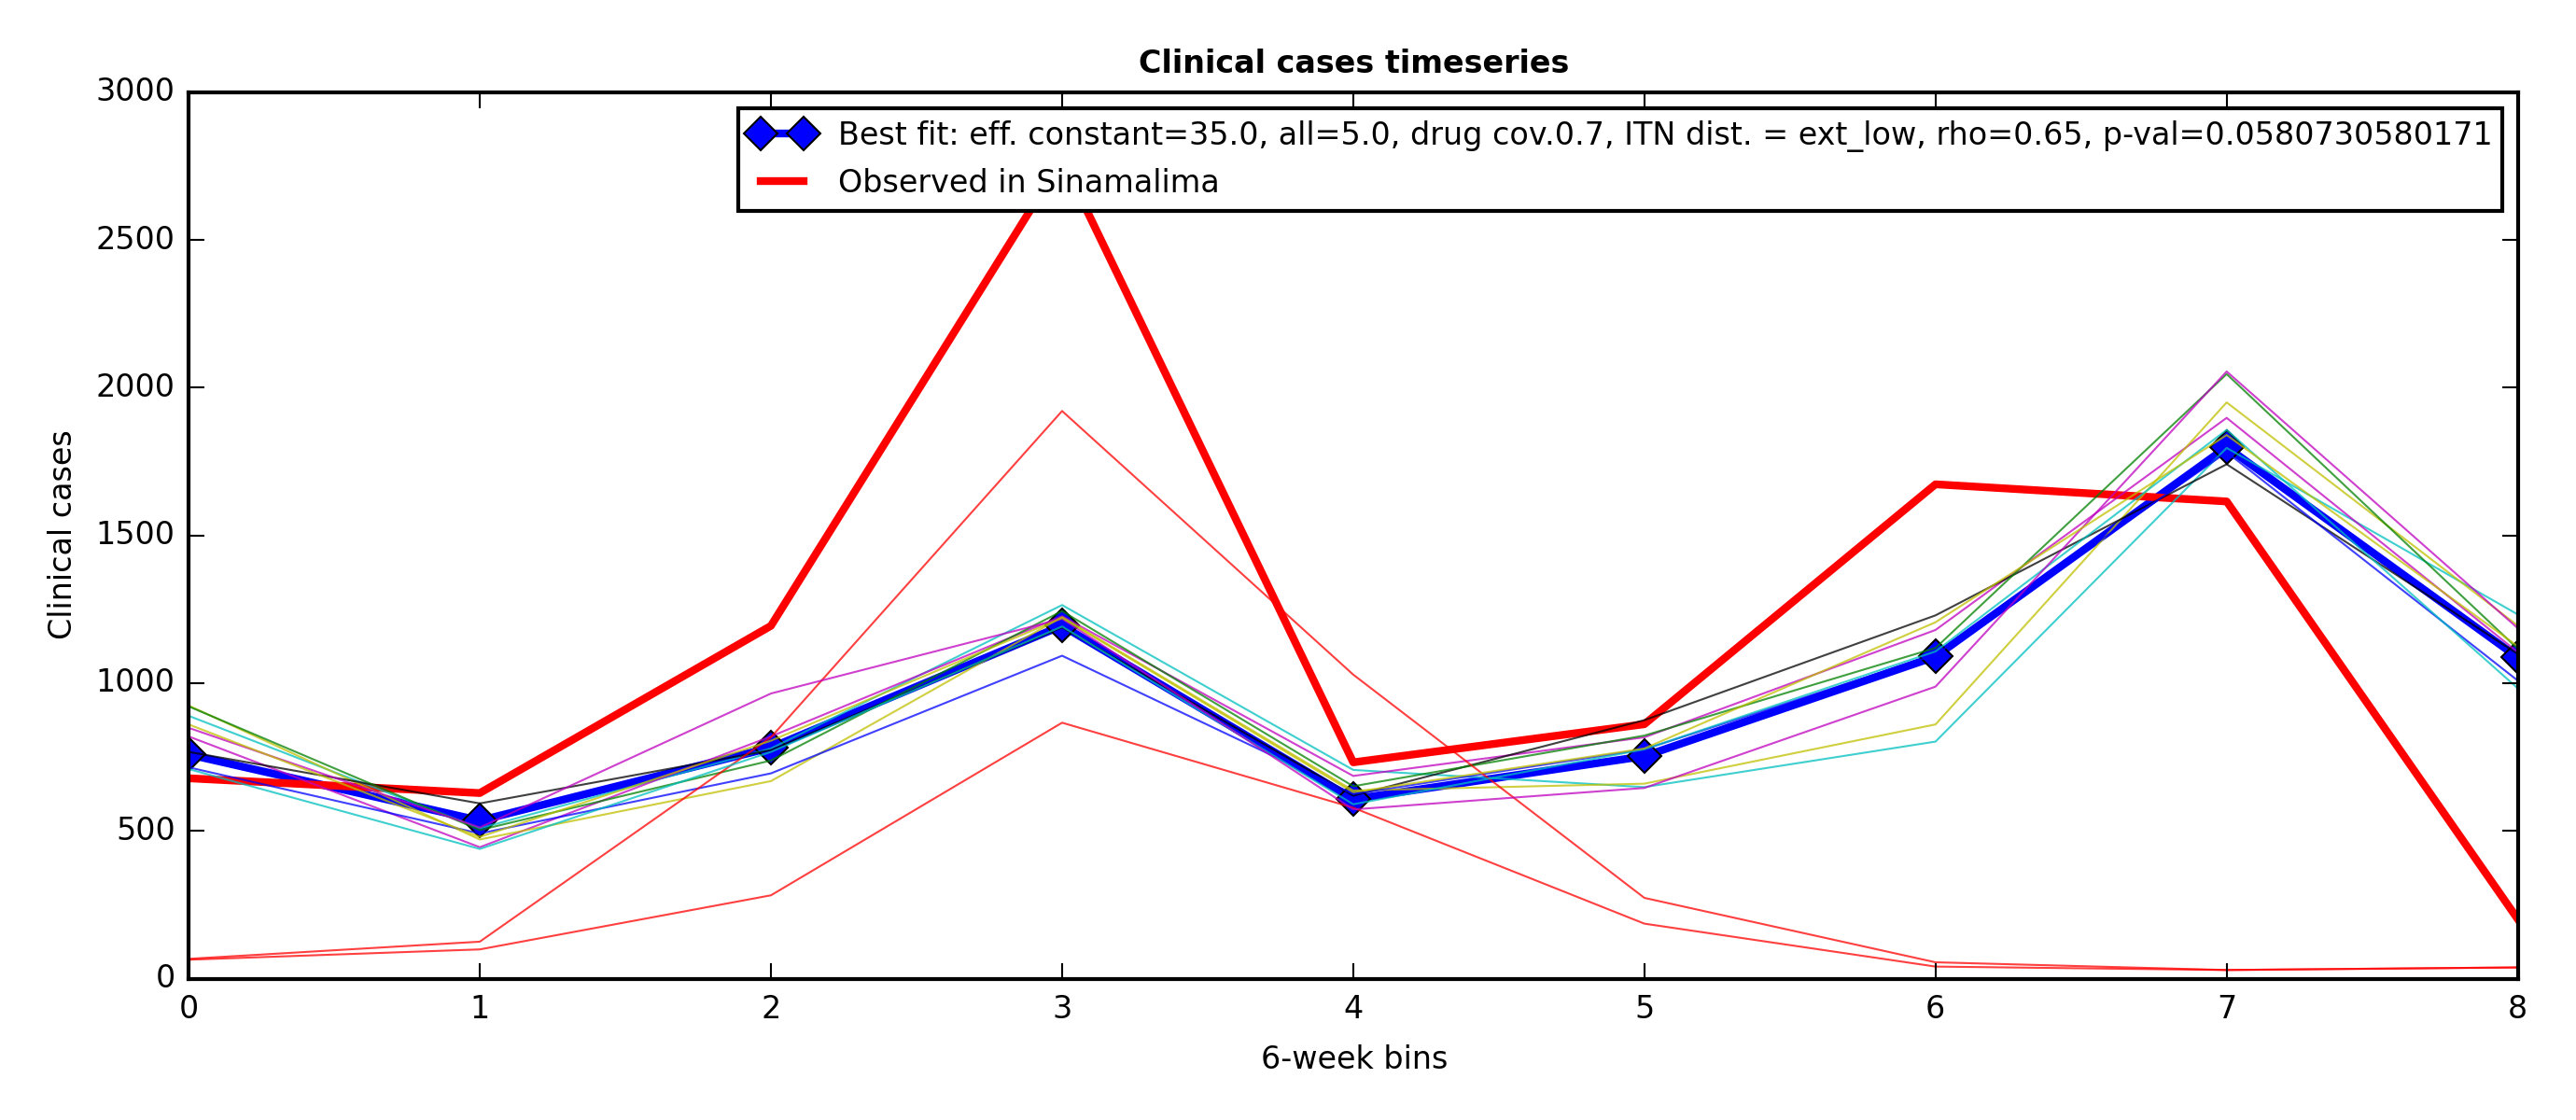 Clinical cases timeseries
3000
2500
2000
1500
1000
500
0
Clinical cases
Best fit: eff. constant=35.0, all=5.0, drug cov.0.7, ITN dist. = ext_low, rho=0.65, p-val=0.0580730580171
Observed in Sinamalima
0 1 2 3 4 5 6 7 8
6-week bins